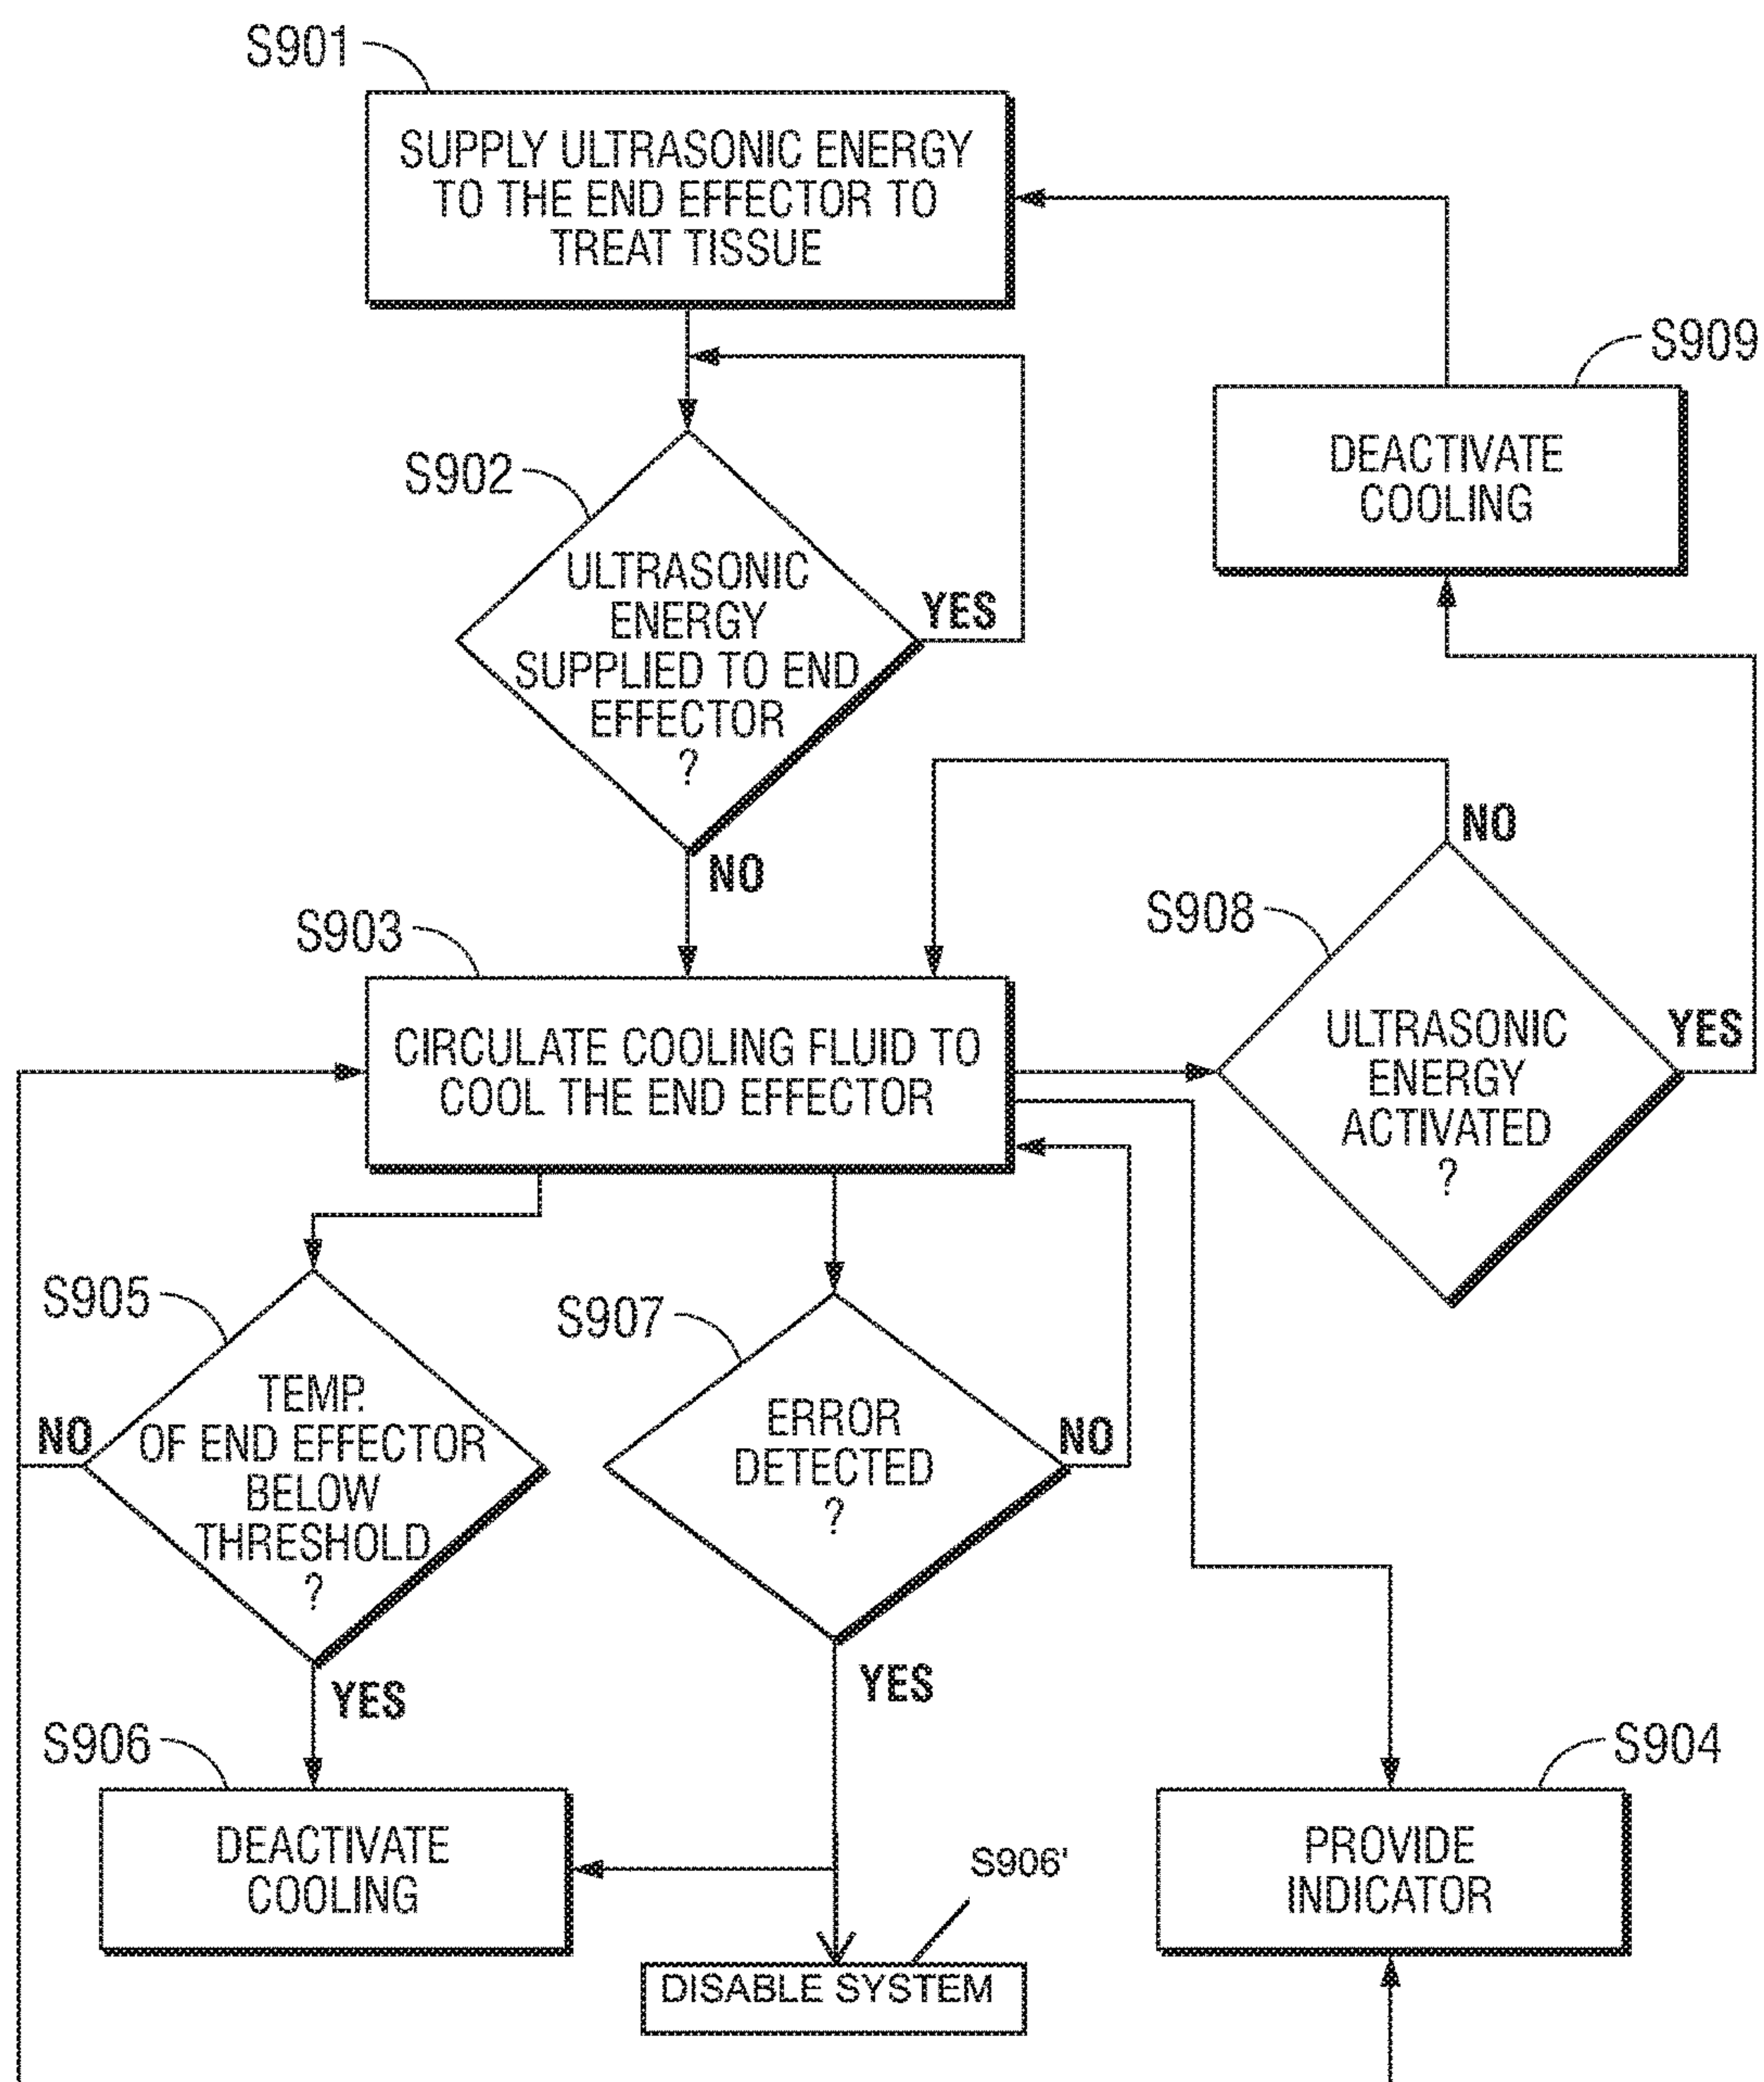 S901
SUPPLY ULTRASONIC ENERGY
TO THE END EFFECTOR TO
TREAT TISSUE
S909
DEACTIVATE
COOLING
S902
ULTRASONIC
ENERGY
SUPPLIED TO END
EFFECTOR
?
YES
NO
S908
ULTRASONIC
ENERGY
ACTIVATED
?
NO
YES
S903
CIRCULATE COOLING FLUID TO
COOL THE END EFFECTOR
S905
TEMP.
OF END EFFECTOR
BELOW
THRESHOLD
?
NO
YES
S907
ERROR
DETECTED
?
NO
YES
S906
DEACTIVATE
COOLING
S906'
DISABLE SYSTEM
S904
PROVIDE
INDICATOR